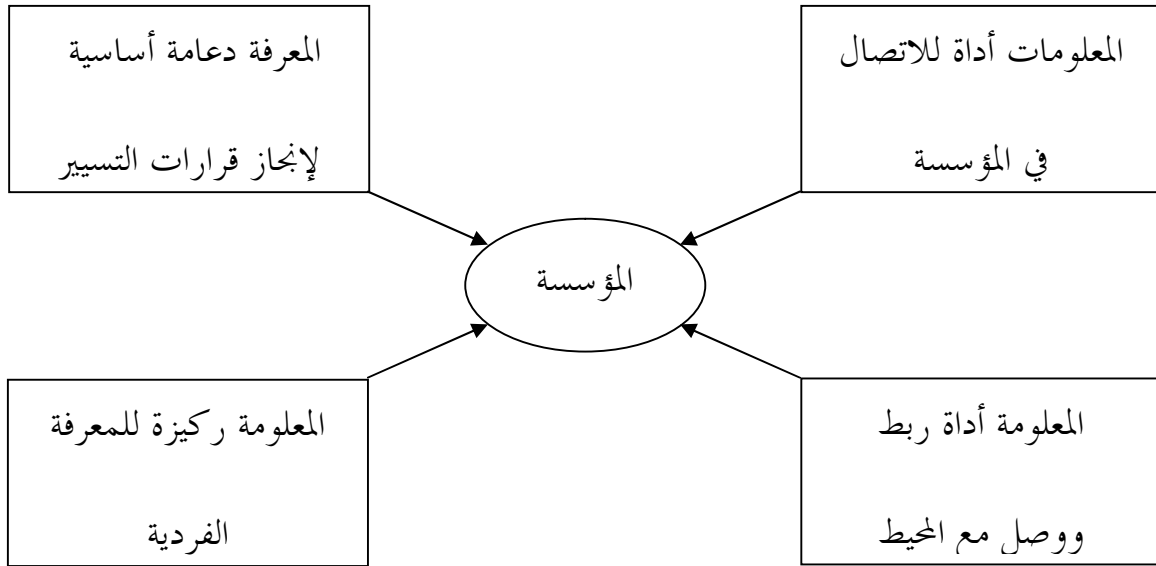 المعلومات أداة للاتصال
في المؤسسة
المعرفة دعامة أساسية
لإنجاز قرارات التسيير
المؤسسة
المعلومة أداة ربط
ووصل مع المحيط
المعلومة ركيزة للمعرفة
الفردية